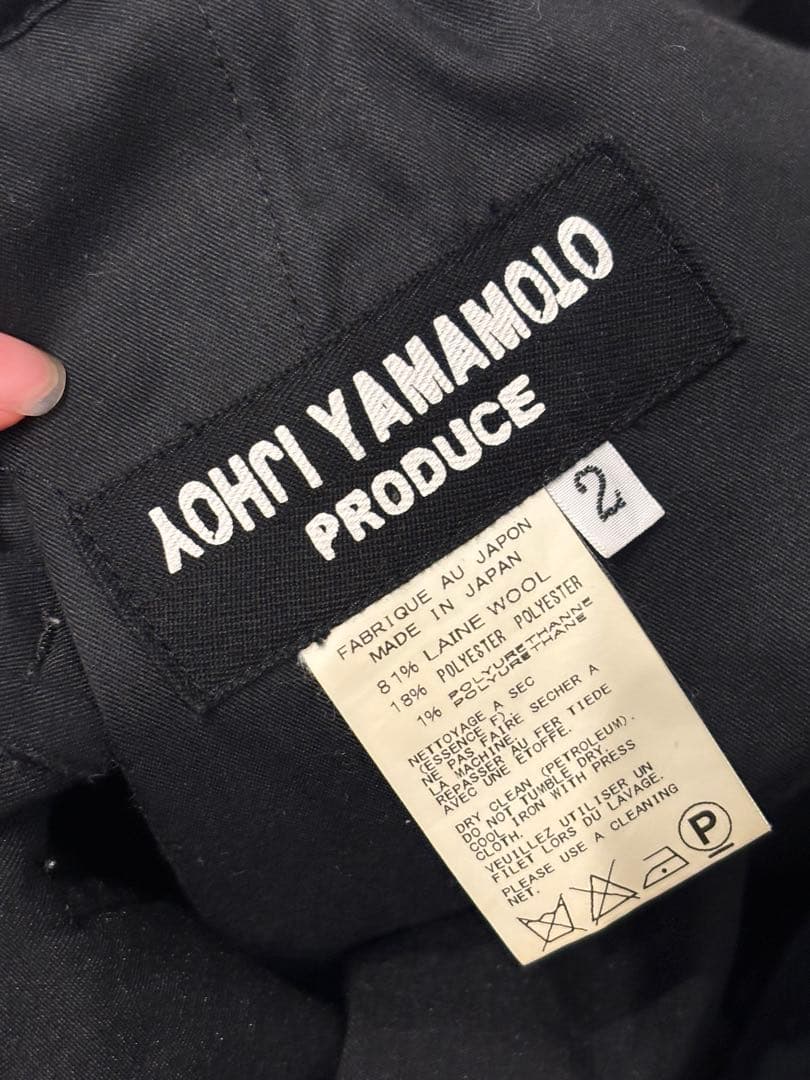 YOHJI YAMAMOTO
PRODUCE
2
FABRIQUE AU JAPON
MADE IN JAPAN
81% LAINE WOOL
18% POLYESTER POLYESTER
1% POLYURETHANNE
POLYURETHANE
NETTOYAGE A SEC
(ESSENCE F).
NE PAS FAIRE SECHER A
LA MACHINE.
REPASSER AU FER TIEDE
AVEC UNE ETOFFE.
DRY CLEAN (PETROLEUM).
DO NOT TUMBLE DRY.
COOL IRON WITH PRESS
CLOTH.
VEUILLEZ UTILISER UN
FILET LORS DU LAVAGE.
PLEASE USE A CLEANING
NET.
P